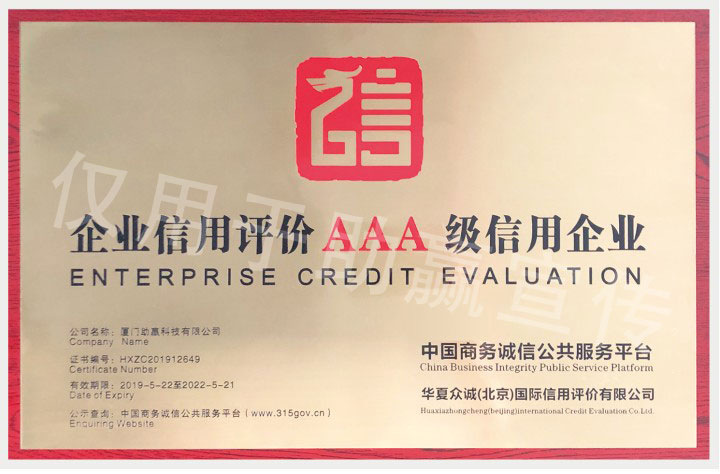 信
企业信用评价AAA级信用企业
ENTERPRISE CREDIT EVALUATION
公司名称：厦门助赢科技有限公司
Company Name
证书编号：HXZC201912649
Certificate Number
有效期限：2019-5-22至2022-5-21
Date of Expiry
公示查询：中国商务诚信公共服务平台（www.315gov.cn）
Enquiring Website
中国商务诚信公共服务平台
China Business Integrity Public Service Platform
华夏众诚(北京)国际信用评价有限公司
Huaxiazhongcheng(beijing)international Credit Evaluation Co.Ltd.
仅用于助赢宣传